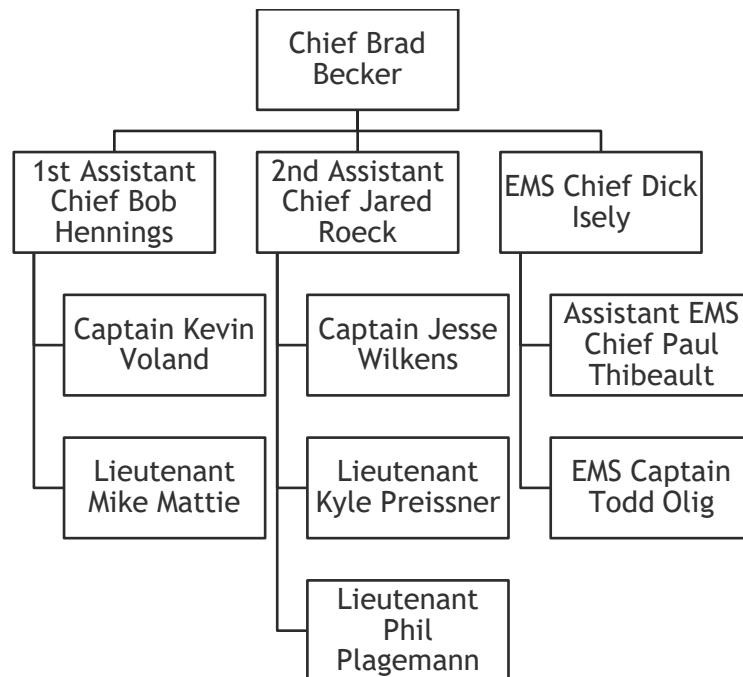 Chief Brad
Becker
1st Assistant
Chief Bob
Hennings
2nd Assistant
Chief Jared
Roeck
EMS Chief Dick
Isely
Captain Kevin
Voland
Captain Jesse
Wilkens
Assistant EMS
Chief Paul
Thibeault
Lieutenant
Mike Mattie
Lieutenant
Kyle Preissner
EMS Captain
Todd Olig
Lieutenant
Phil
Plagemann